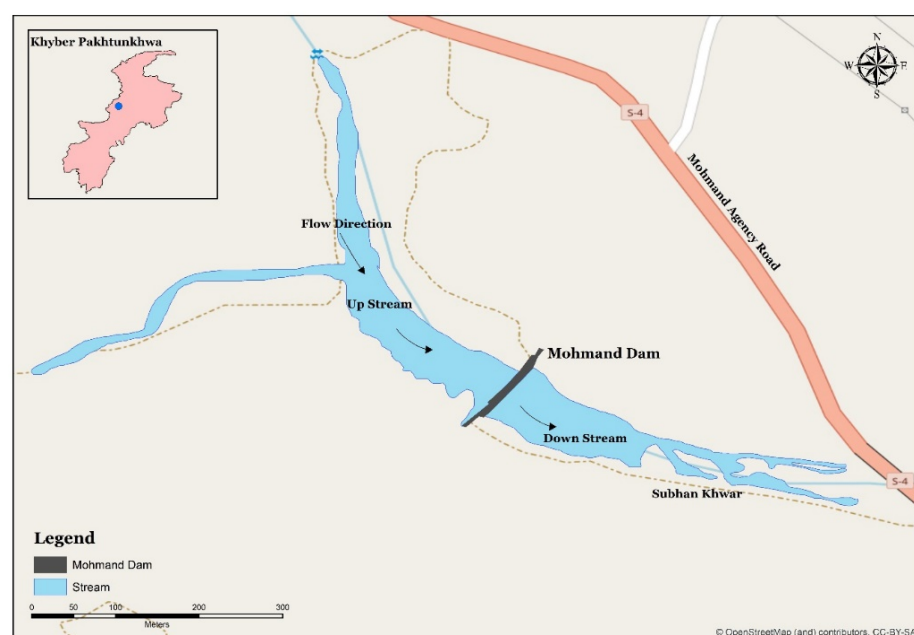 Khyber Pakhtunkhwa
N
W E
S
S-4
Mohmand Agency Road
Flow Direction
Up Stream
Mohmand Dam
Down Stream
S-4
Subhan Khwar
Legend
Mohmand Dam
Stream
0 50 100 200 300
Meters
© OpenStreetMap (and) contributors, CC-BY-SA